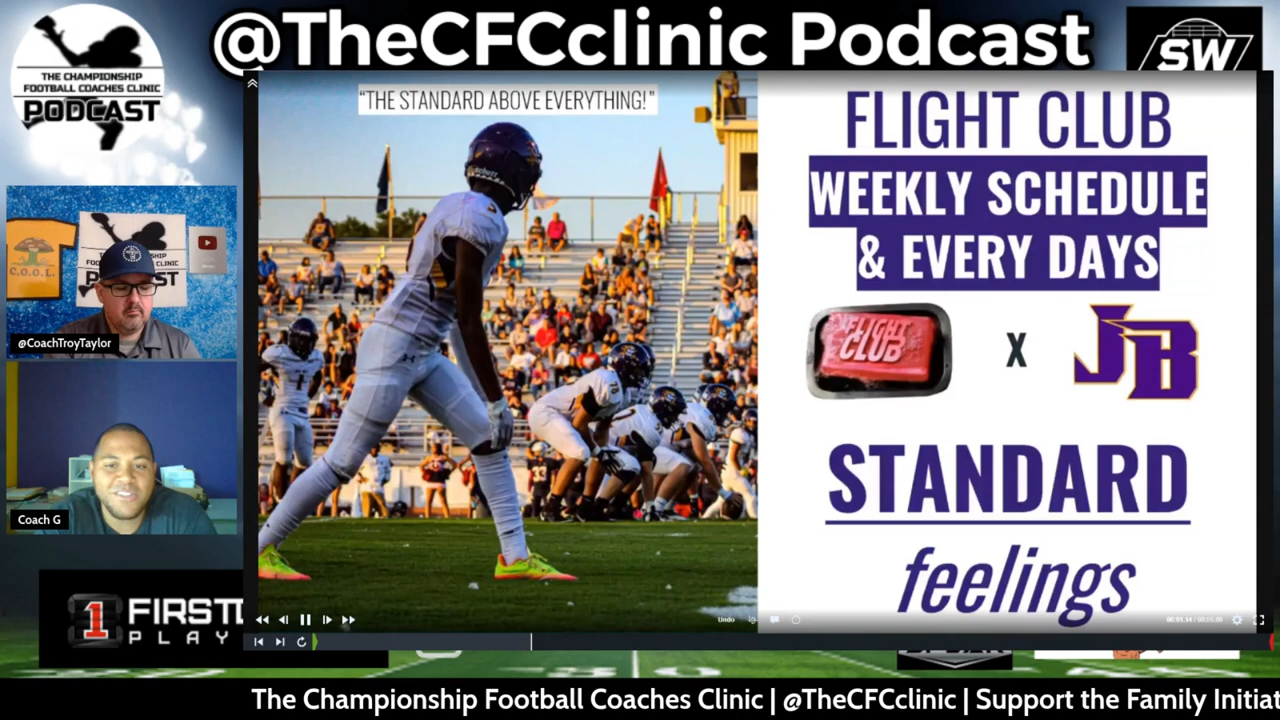 @TheCFCclinic Podcast
THE CHAMPIONSHIP
FOOTBALL COACHES CLINIC
PODCAST
SW
"THE STANDARD ABOVE EVERYTHING!"
FLIGHT CLUB
WEEKLY SCHEDULE
& EVERY DAYS
FLIGHT
CLUB
X
JB
STANDARD
feelings
C.O.O.L
@CoachTroyTaylor
Coach G
1 FIRST
PLAY
Undo
The Championship Football Coaches Clinic | @TheCFCclinic | Support the Family Initiat